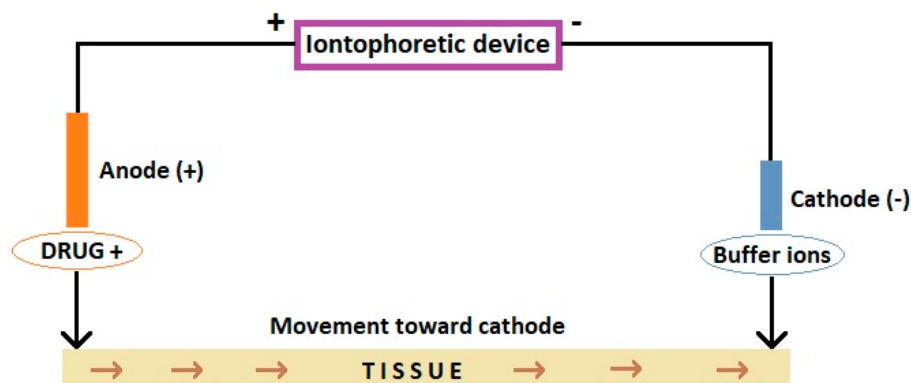 + -
Iontophoretic device
Anode (+)
Cathode (-)
DRUG +
Buffer ions
Movement toward cathode
TISSUE